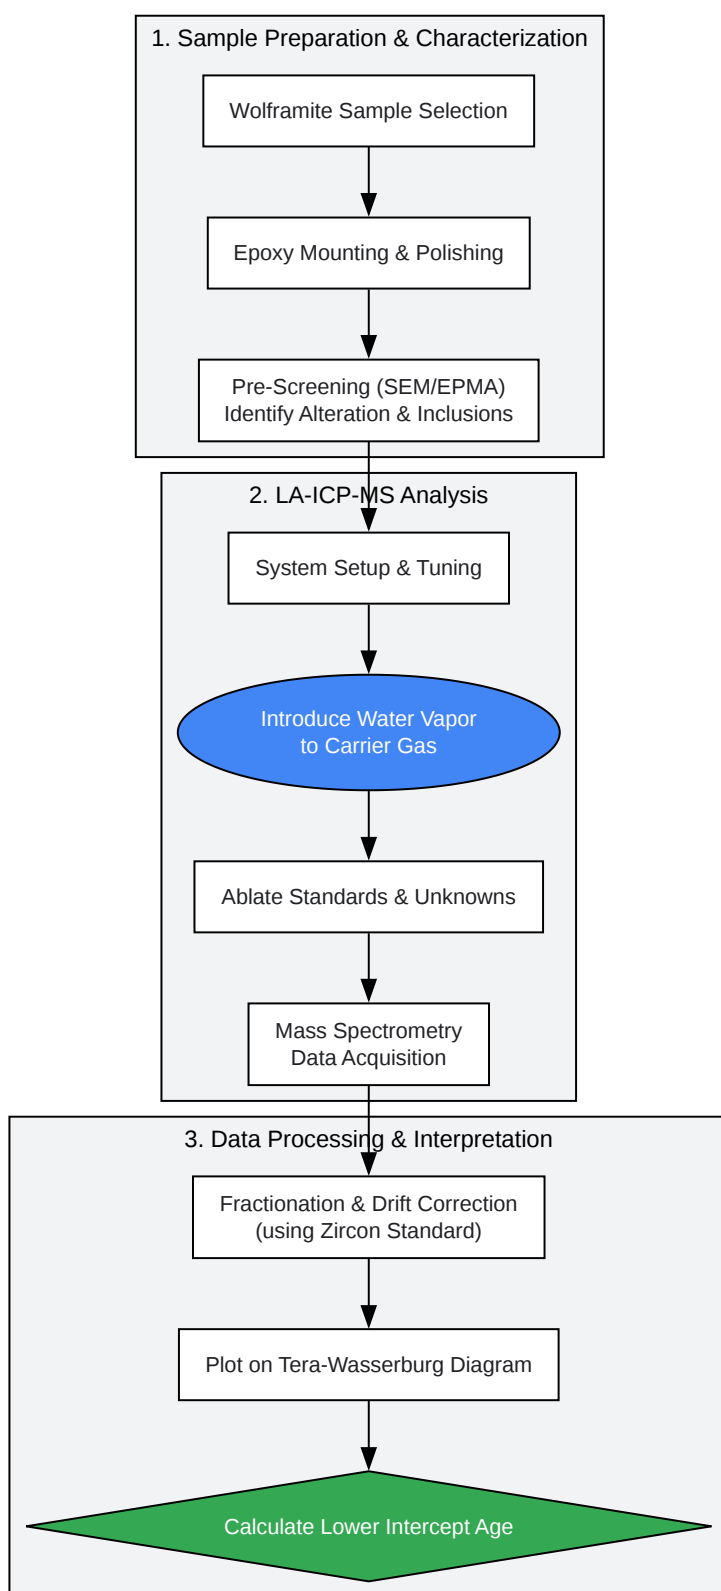 1. Sample Preparation & Characterization
Wolframite Sample Selection
Epoxy Mounting & Polishing
Pre-Screening (SEM/EPMA)
Identify Alteration & Inclusions
2. LA-ICP-MS Analysis
System Setup & Tuning
Introduce Water Vapor
to Carrier Gas
Ablate Standards & Unknowns
Mass Spectrometry
Data Acquisition
3. Data Processing & Interpretation
Fractionation & Drift Correction
(using Zircon Standard)
Plot on Tera-Wasserburg Diagram
Calculate Lower Intercept Age